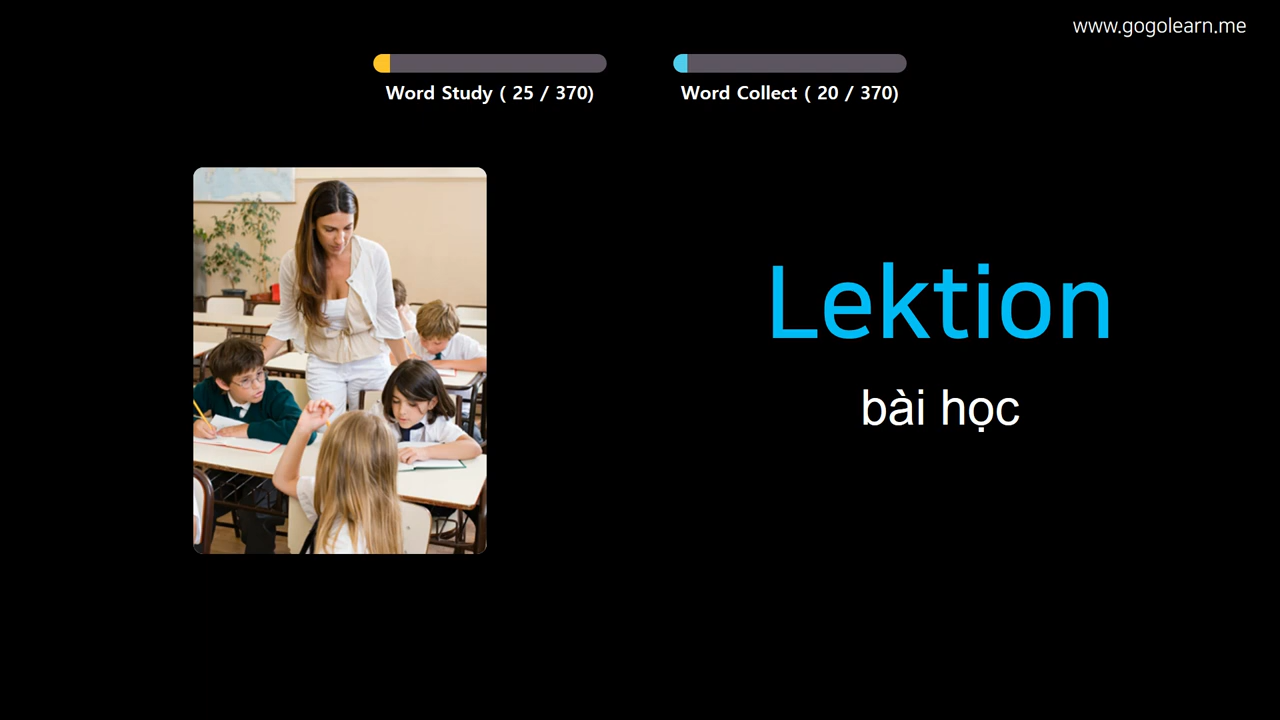 www.gogolearn.me
Word Study ( 25 / 370)
Word Collect ( 20 / 370)
Lektion
bài học